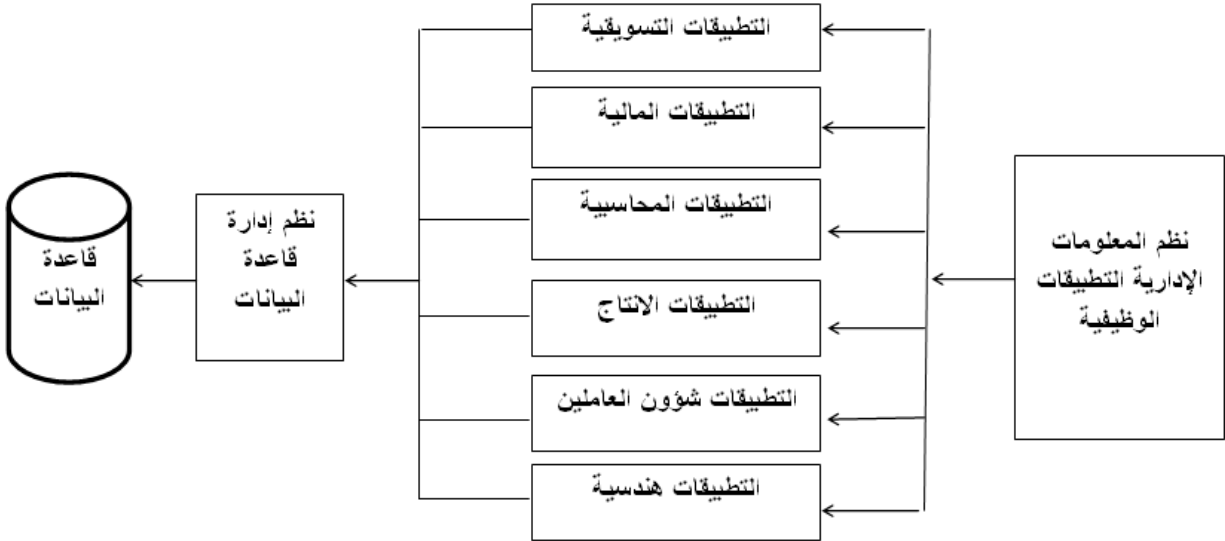 نظم المعلومات
الإدارية التطبيقات
الوظيفية
التطبيقات التسويقية
التطبيقات المالية
التطبيقات المحاسبية
التطبيقات الانتاج
التطبيقات شؤون العاملين
التطبيقات هندسية
نظم إدارة
قاعدة
البيانات
قاعدة
البيانات